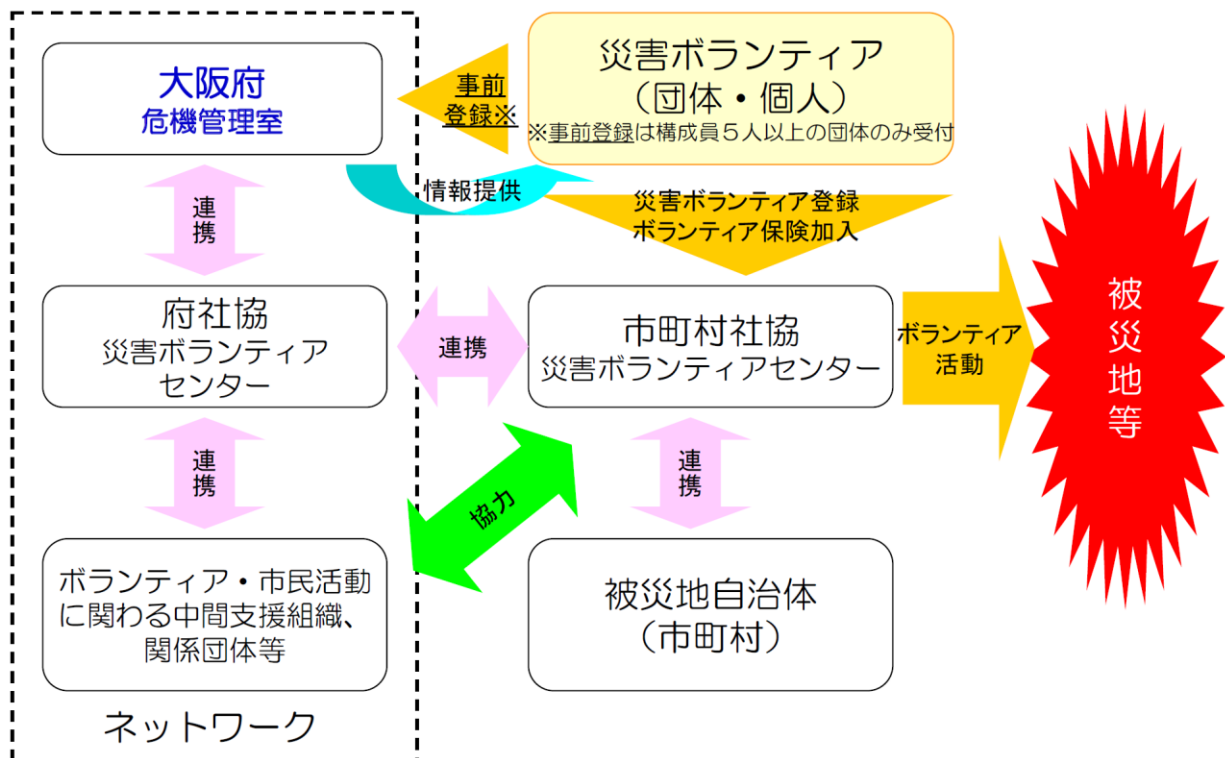 大阪府
危機管理室
事前
登録※
災害ボランティア
（団体・個人）
※事前登録は構成員５人以上の団体のみ受付
情報提供
連携
災害ボランティア登録
ボランティア保険加入
府社協
災害ボランティア
センター
連携
市町村社協
災害ボランティアセンター
ボランティア
活動
被災地等
連携
協力
連携
ボランティア・市民活動
に関わる中間支援組織、
関係団体等
被災地自治体
（市町村）
ネットワーク